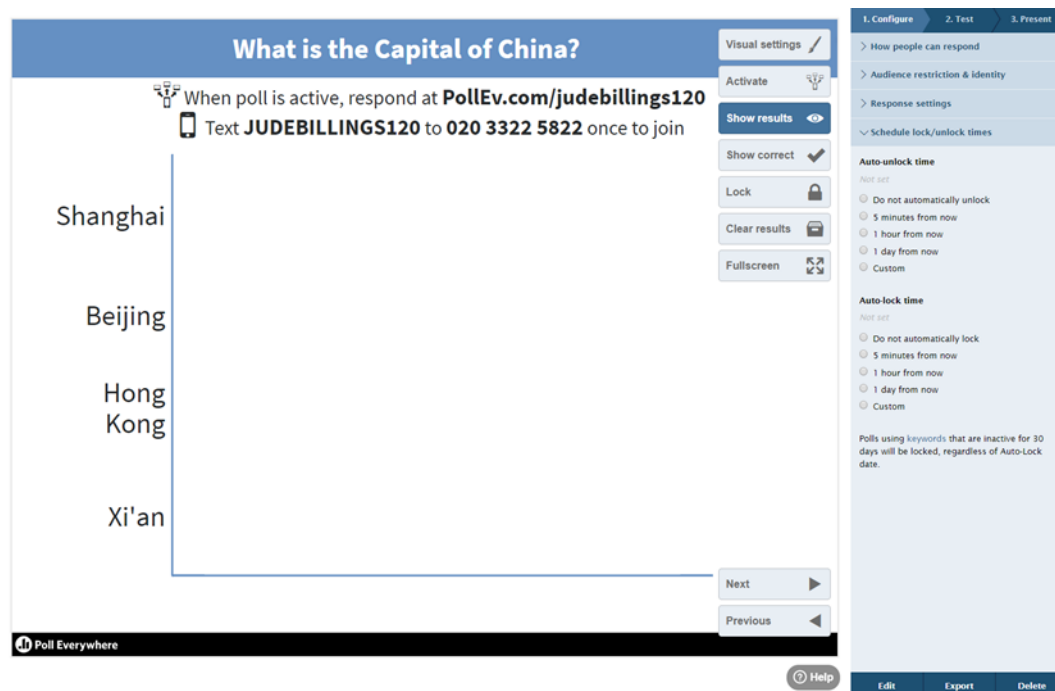 What is the Capital of China?
When poll is active, respond at PollEv.com/judebillings120
Text JUDEBILLINGS120 to 020 3322 5822 once to join
Shanghai
Beijing
Hong
Kong
Xi'an
Poll Everywhere
Visual settings
Activate
Show results
Show correct
Lock
Clear results
Fullscreen
Next
Previous
? Help
1. Configure
2. Test
3. Present
How people can respond
Audience restriction & identity
Response settings
Schedule lock/unlock times
Auto-unlock time
Not set
Do not automatically unlock
5 minutes from now
1 hour from now
1 day from now
Custom
Auto-lock time
Not set
Do not automatically lock
5 minutes from now
1 hour from now
1 day from now
Custom
Polls using keywords that are inactive for 30
days will be locked, regardless of Auto-Lock
date.
Edit
Export
Delete